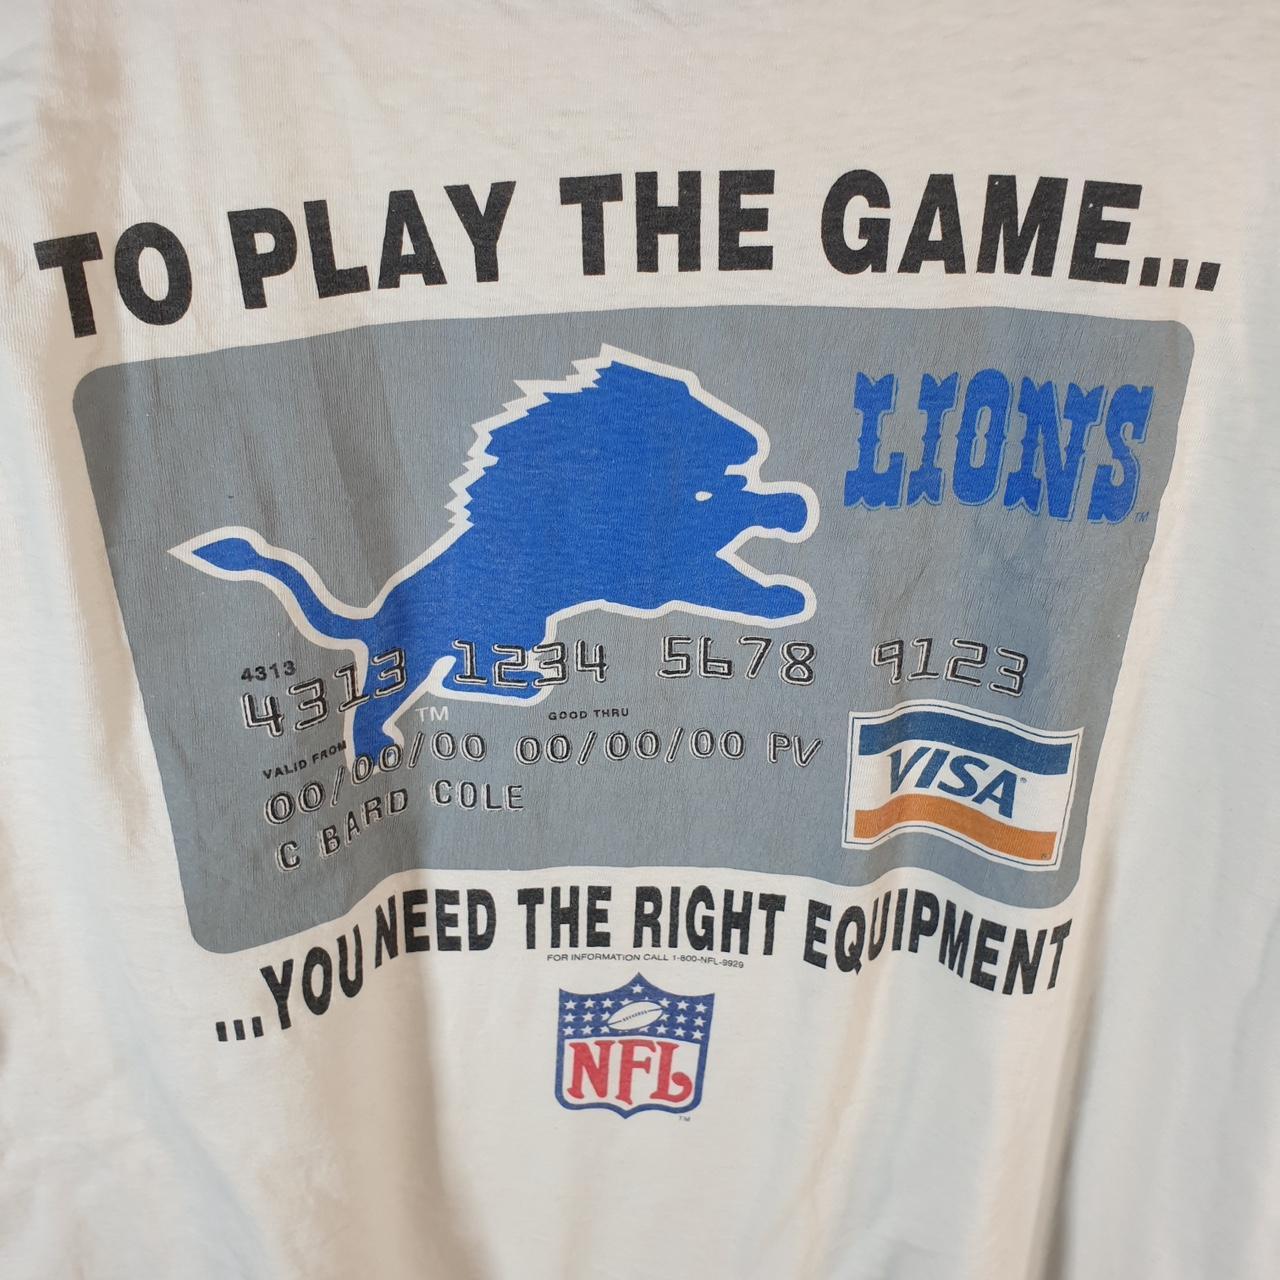 TO PLAY THE GAME...
LIONS
TM
4313
4313 1234 5678 9123
TM
GOOD THRU
VALID FROM
00/00/00 00/00/00 PV
C BARD COLE
VISA
...YOU NEED THE RIGHT EQUIPMENT
FOR INFORMATION CALL 1-800-NFL-9929
NFL
TM